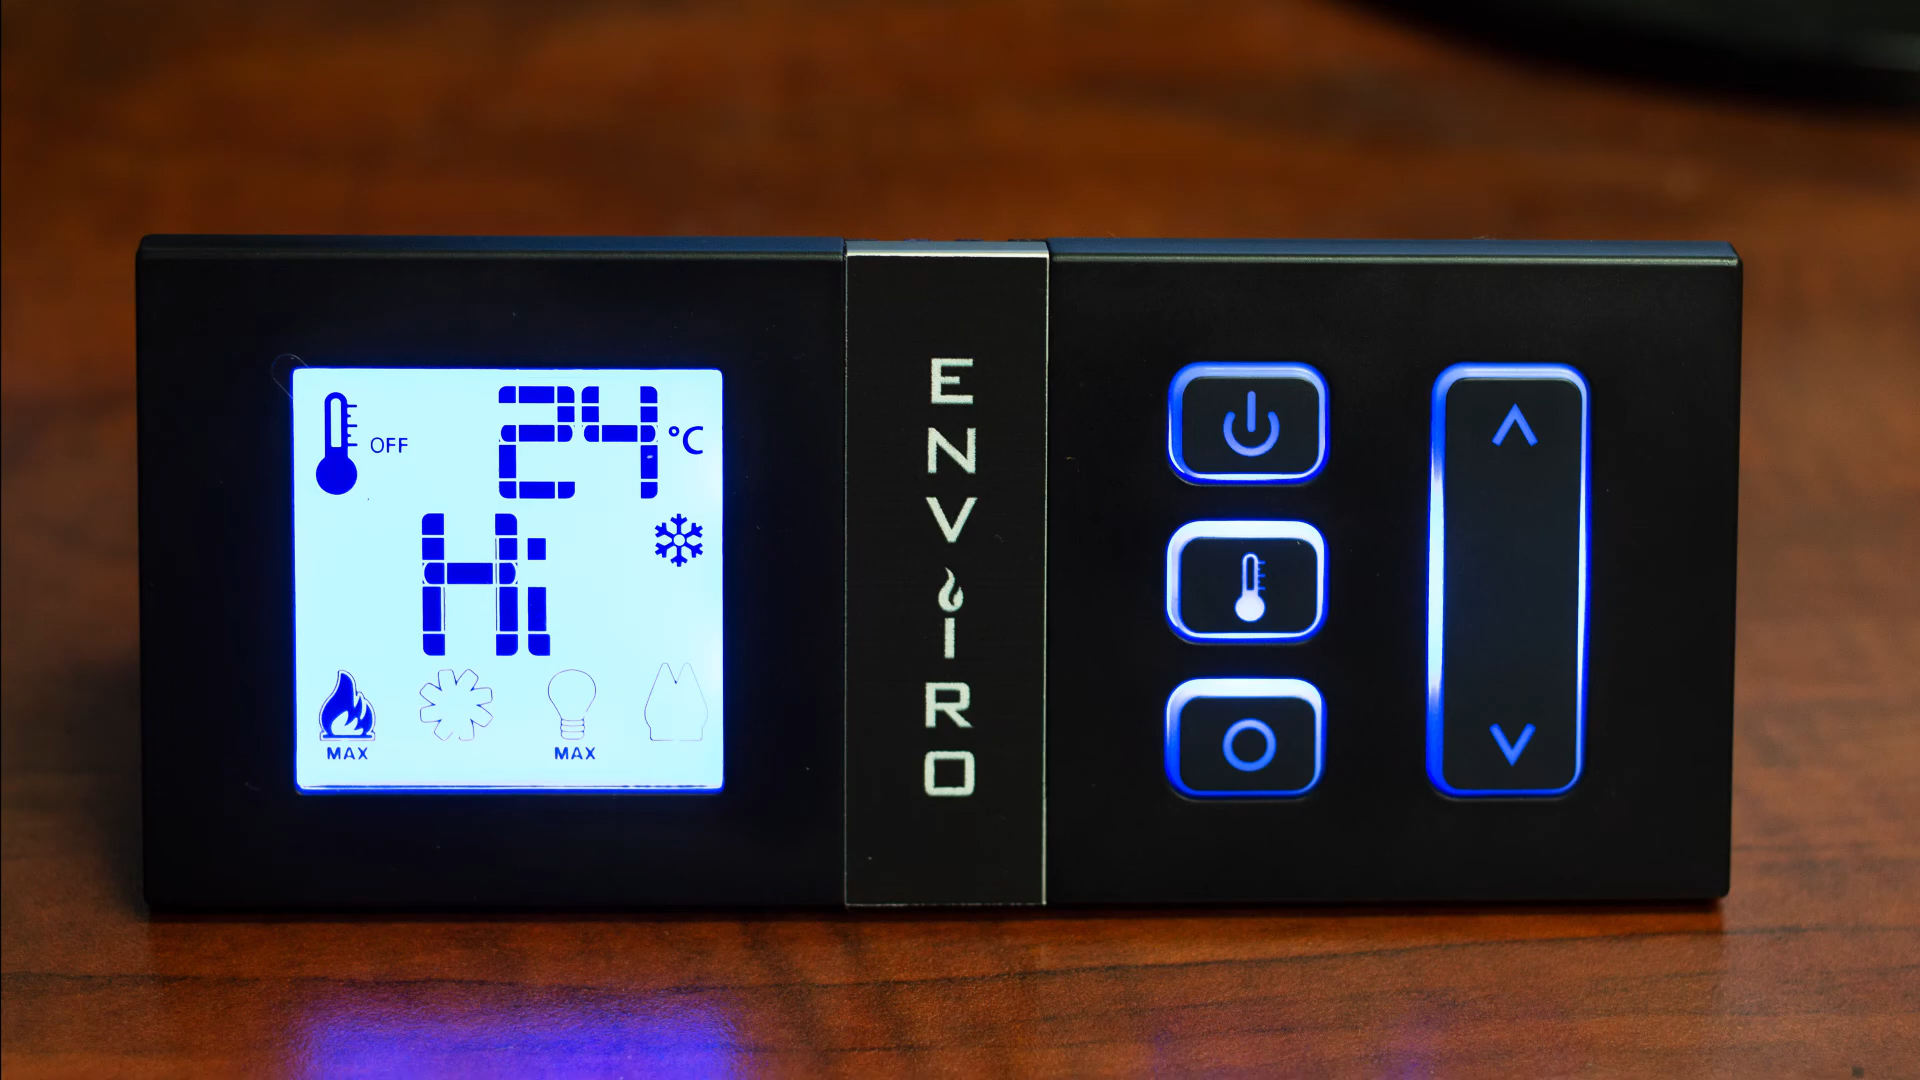 OFF
24 °C
Hi
MAX
MAX
ENVIRO